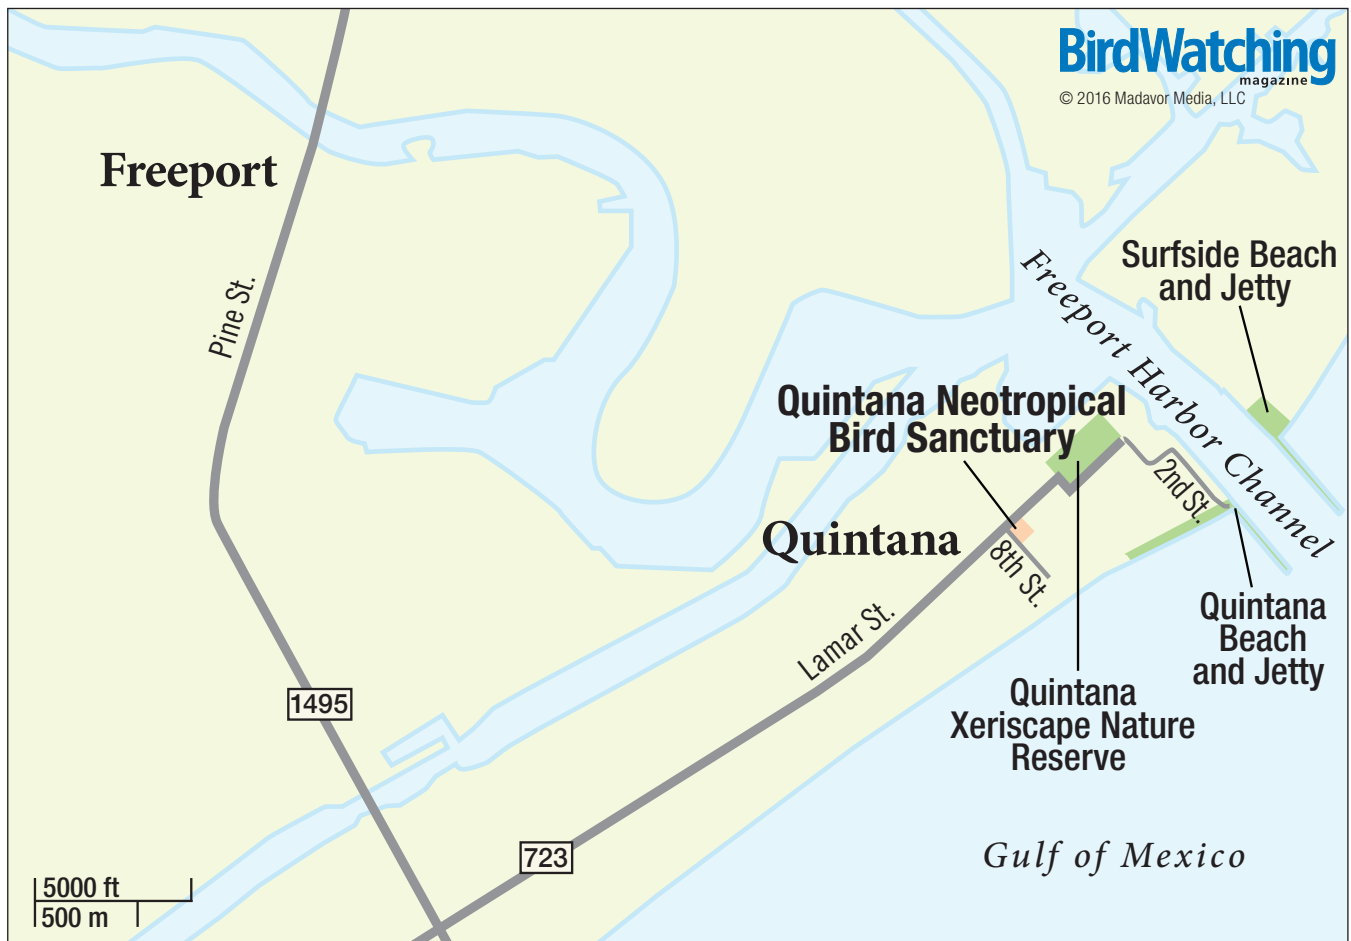 BirdWatching
magazine
© 2016 Madavor Media, LLC
Freeport
Pine St.
Surfside Beach
and Jetty
Freeport Harbor Channel
Quintana Neotropical
Bird Sanctuary
2nd St.
Quintana
8th St.
Lamar St.
Quintana
Beach
and Jetty
Quintana
Xeriscape Nature
Reserve
1495
723
Gulf of Mexico
5000 ft
500 m